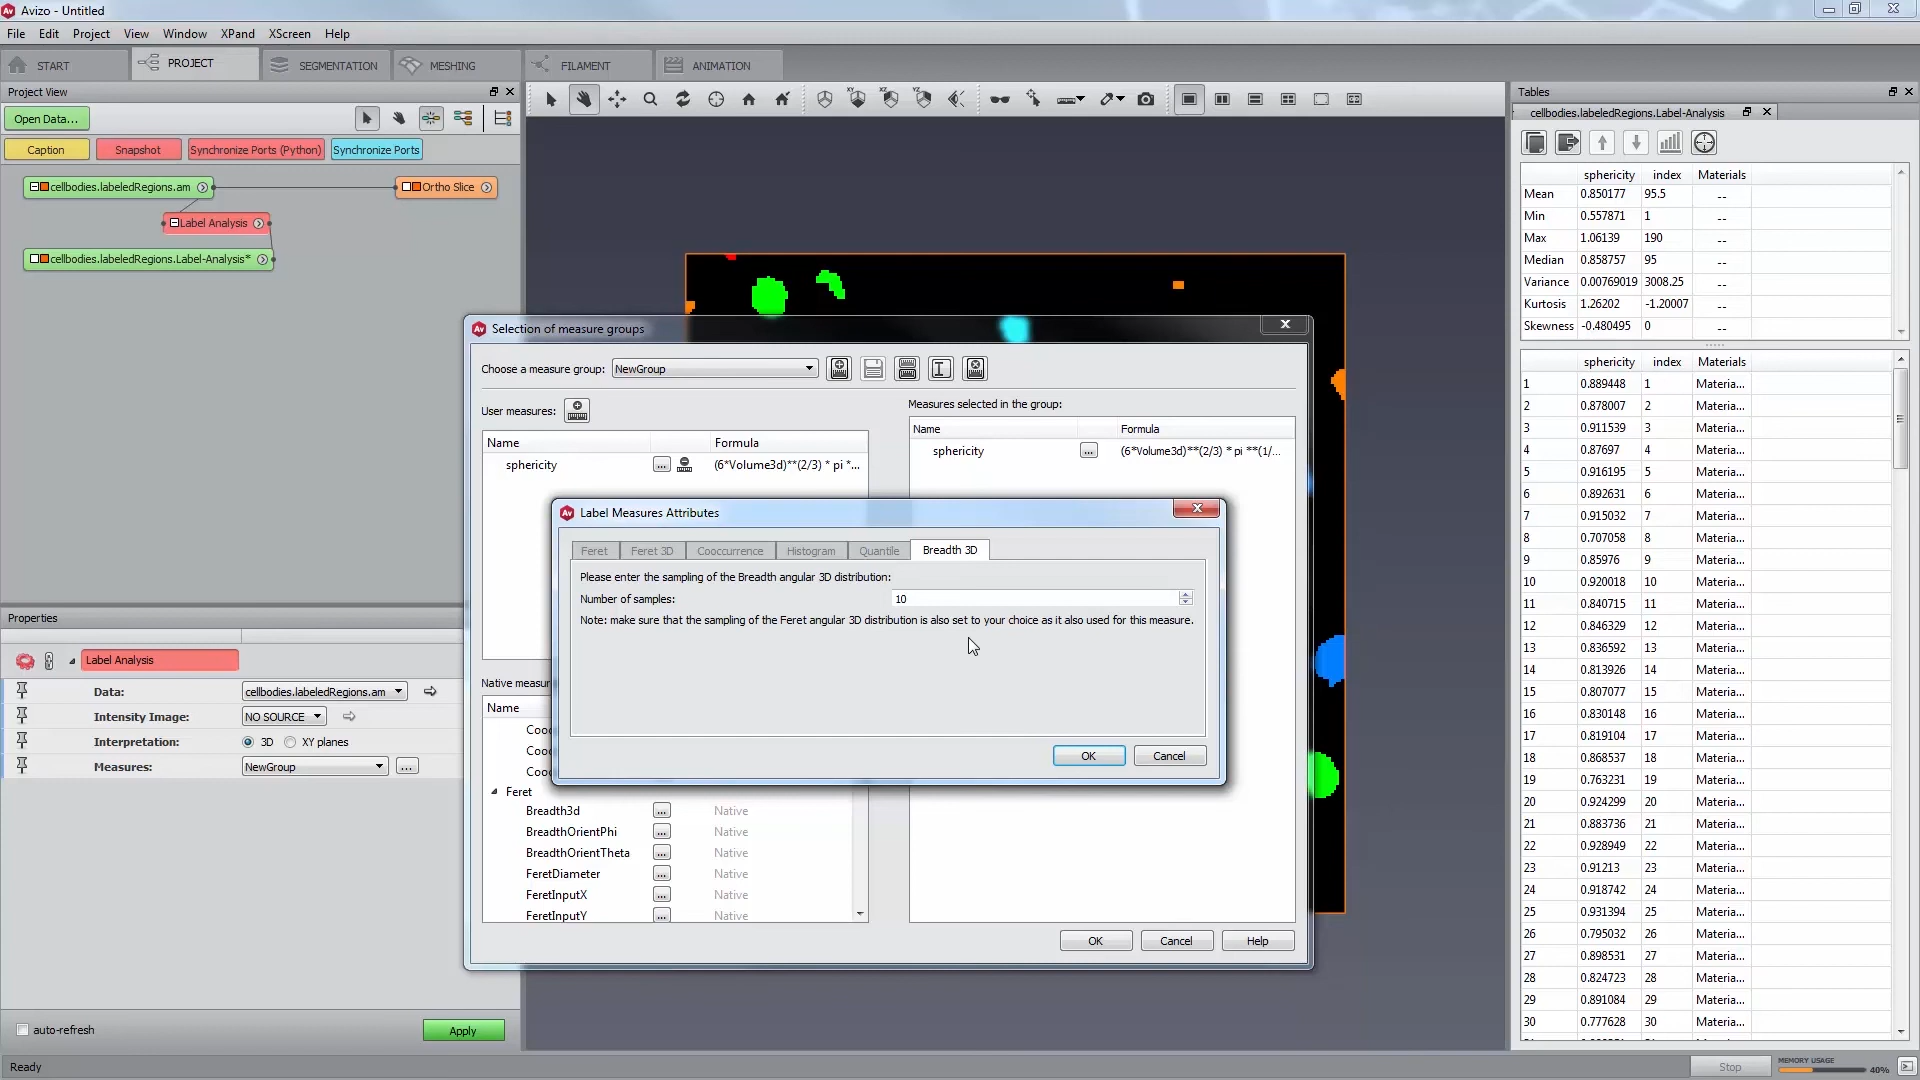 Avizo - Untitled
File Edit Project View Window XPand XScreen Help
START PROJECT SEGMENTATION MESHING FILAMENT ANIMATION
Project View
Open Data...
Caption Snapshot Synchronize Ports (Python) Synchronize Ports
cellbodies.labeledRegions.am Ortho Slice
Label Analysis
cellbodies.labeledRegions.Label-Analysis*
Properties
Label Analysis
Data: cellbodies.labeledRegions.am
Intensity Image: NO SOURCE
Interpretation: 3D XY planes
Measures: NewGroup ...
auto-refresh Apply
Ready
Selection of measure groups
Choose a measure group: NewGroup
User measures:
Name Formula
sphericity ... (6*Volume3d)**(2/3) * pi *...
Measures selected in the group:
Name Formula
sphericity ... (6*Volume3d)**(2/3) * pi **(1/...
Native measur
Name
Cooc
Cooc
Cooc
Feret
Breadth3d ... Native
BreadthOrientPhi ... Native
BreadthOrientTheta ... Native
FeretDiameter ... Native
FeretInputX ... Native
FeretInputY ... Native
OK Cancel Help
Label Measures Attributes
Feret Feret 3D Cooccurrence Histogram Quantile Breadth 3D
Please enter the sampling of the Breadth angular 3D distribution:
Number of samples: 10
Note: make sure that the sampling of the Feret angular 3D distribution is also set to your choice as it also used for this measure.
OK Cancel
Tables
cellbodies.labeledRegions.Label-Analysis
sphericity index Materials
Mean 0.850177 95.5 --
Min 0.557871 1 --
Max 1.06139 190 --
Median 0.858757 95 --
Variance 0.00769019 3008.25 --
Kurtosis 1.26202 -1.20007 --
Skewness -0.480495 0 --
sphericity index Materials
1 0.889448 1 Materia...
2 0.878007 2 Materia...
3 0.911539 3 Materia...
4 0.87697 4 Materia...
5 0.916195 5 Materia...
6 0.892631 6 Materia...
7 0.915032 7 Materia...
8 0.707058 8 Materia...
9 0.85976 9 Materia...
10 0.920018 10 Materia...
11 0.840715 11 Materia...
12 0.846329 12 Materia...
13 0.836592 13 Materia...
14 0.813926 14 Materia...
15 0.807077 15 Materia...
16 0.830148 16 Materia...
17 0.819104 17 Materia...
18 0.868537 18 Materia...
19 0.763231 19 Materia...
20 0.924299 20 Materia...
21 0.883736 21 Materia...
22 0.928949 22 Materia...
23 0.91213 23 Materia...
24 0.918742 24 Materia...
25 0.931394 25 Materia...
26 0.795032 26 Materia...
27 0.898531 27 Materia...
28 0.824723 28 Materia...
29 0.891084 29 Materia...
30 0.777628 30 Materia...
Stop MEMORY USAGE 40%